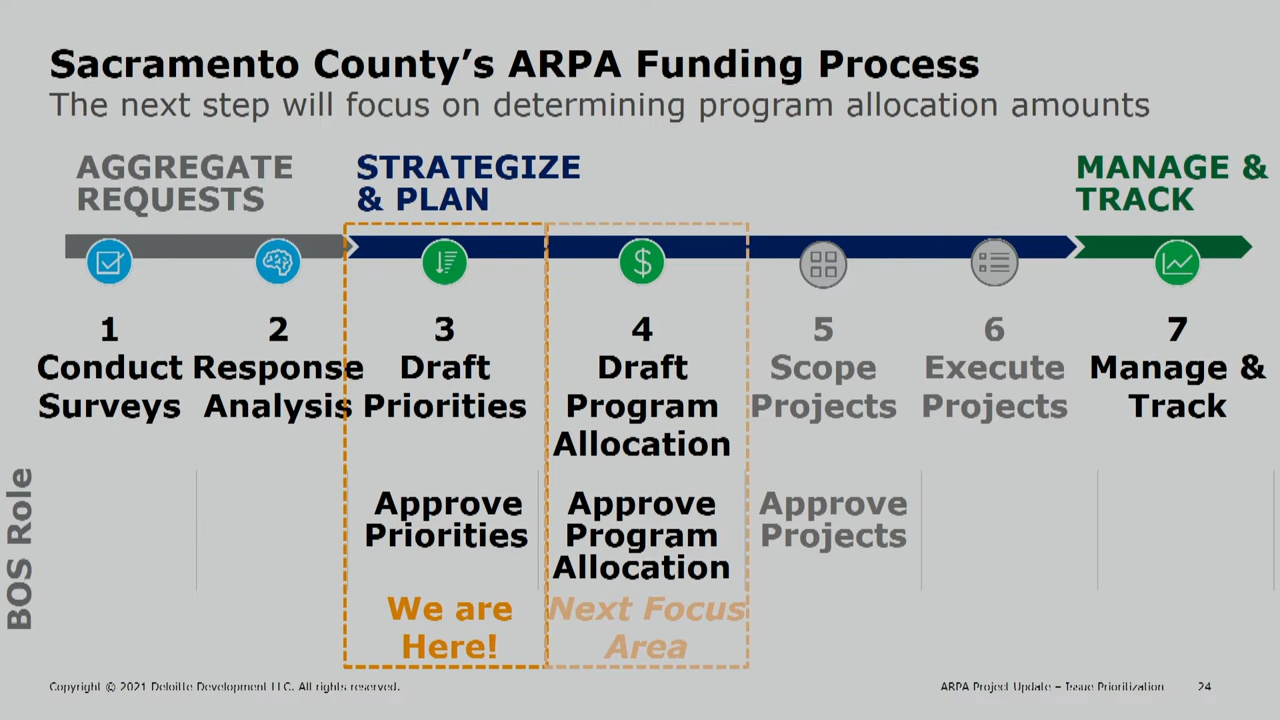 Sacramento County's ARPA Funding Process
The next step will focus on determining program allocation amounts
AGGREGATE
REQUESTS
STRATEGIZE
& PLAN
MANAGE &
TRACK
1
Conduct
Surveys
2
Response
Analysis
3
Draft
Priorities
4
Draft
Program
Allocation
5
Scope
Projects
6
Execute
Projects
7
Manage &
Track
BOS Role
Approve
Priorities
Approve
Program
Allocation
Approve
Projects
We are
Here!
Next Focus
Area
Copyright © 2021 Deloitte Development LLC. All rights reserved.
ARPA Project Update – Issue Prioritization 24